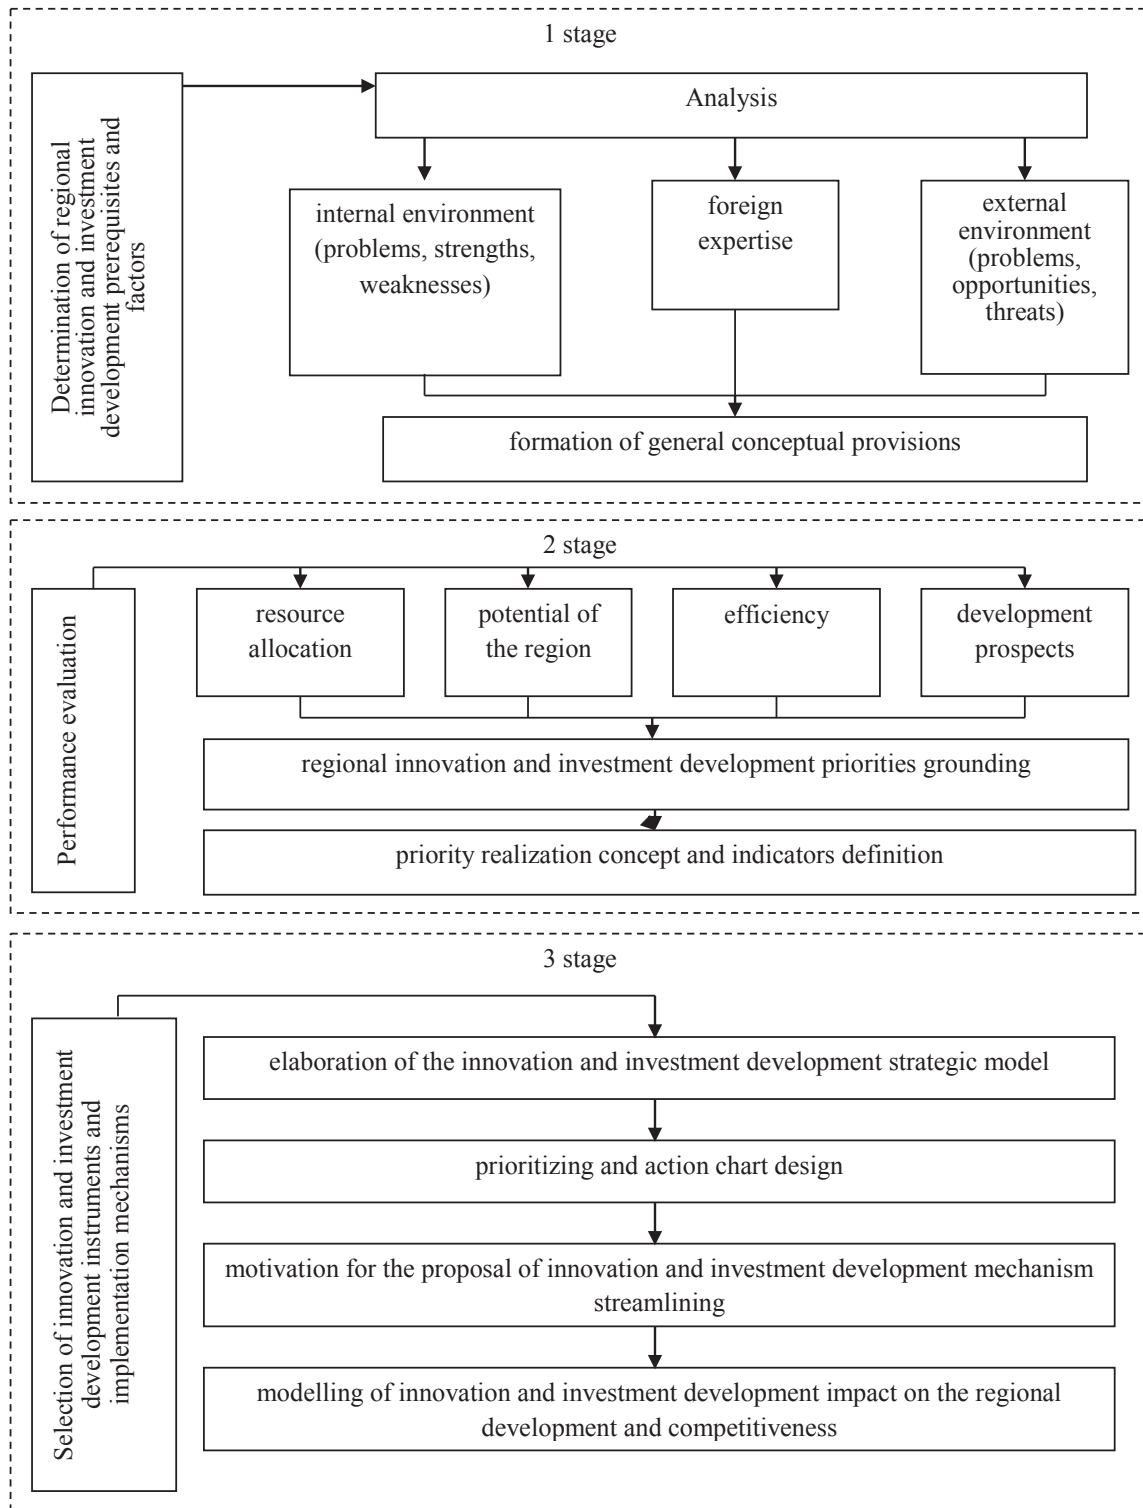 1 stage
Determination of regional
innovation and investment
development prerequisites and
factors
Analysis
internal environment
(problems, strengths,
weaknesses)
foreign
expertise
external
environment
(problems,
opportunities,
threats)
formation of general conceptual provisions
2 stage
Performance evaluation
resource
allocation
potential of
the region
efficiency
development
prospects
regional innovation and investment development priorities grounding
priority realization concept and indicators definition
3 stage
Selection of innovation and investment
development instruments and
implementation mechanisms
elaboration of the innovation and investment development strategic model
prioritizing and action chart design
motivation for the proposal of innovation and investment development mechanism
streamlining
modelling of innovation and investment development impact on the regional
development and competitiveness